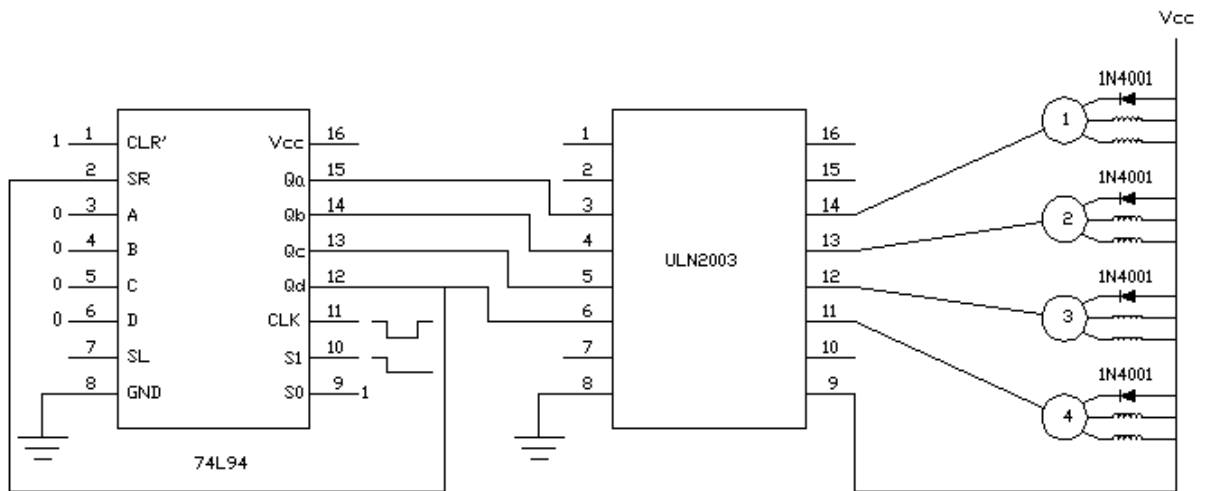 Vcc
1N4001
1
1 1 CLR' Vcc 16
2 SR Qa 15
0 3 A Qb 14
0 4 B Qc 13
0 5 C Qd 12
0 6 D CLK 11
7 SL S1 10
8 GND S0 9 1
74L94
1 16
2 15
3 14
4 13
5 12
6 11
7 10
8 9
ULN2003
1N4001
2
1N4001
3
1N4001
4